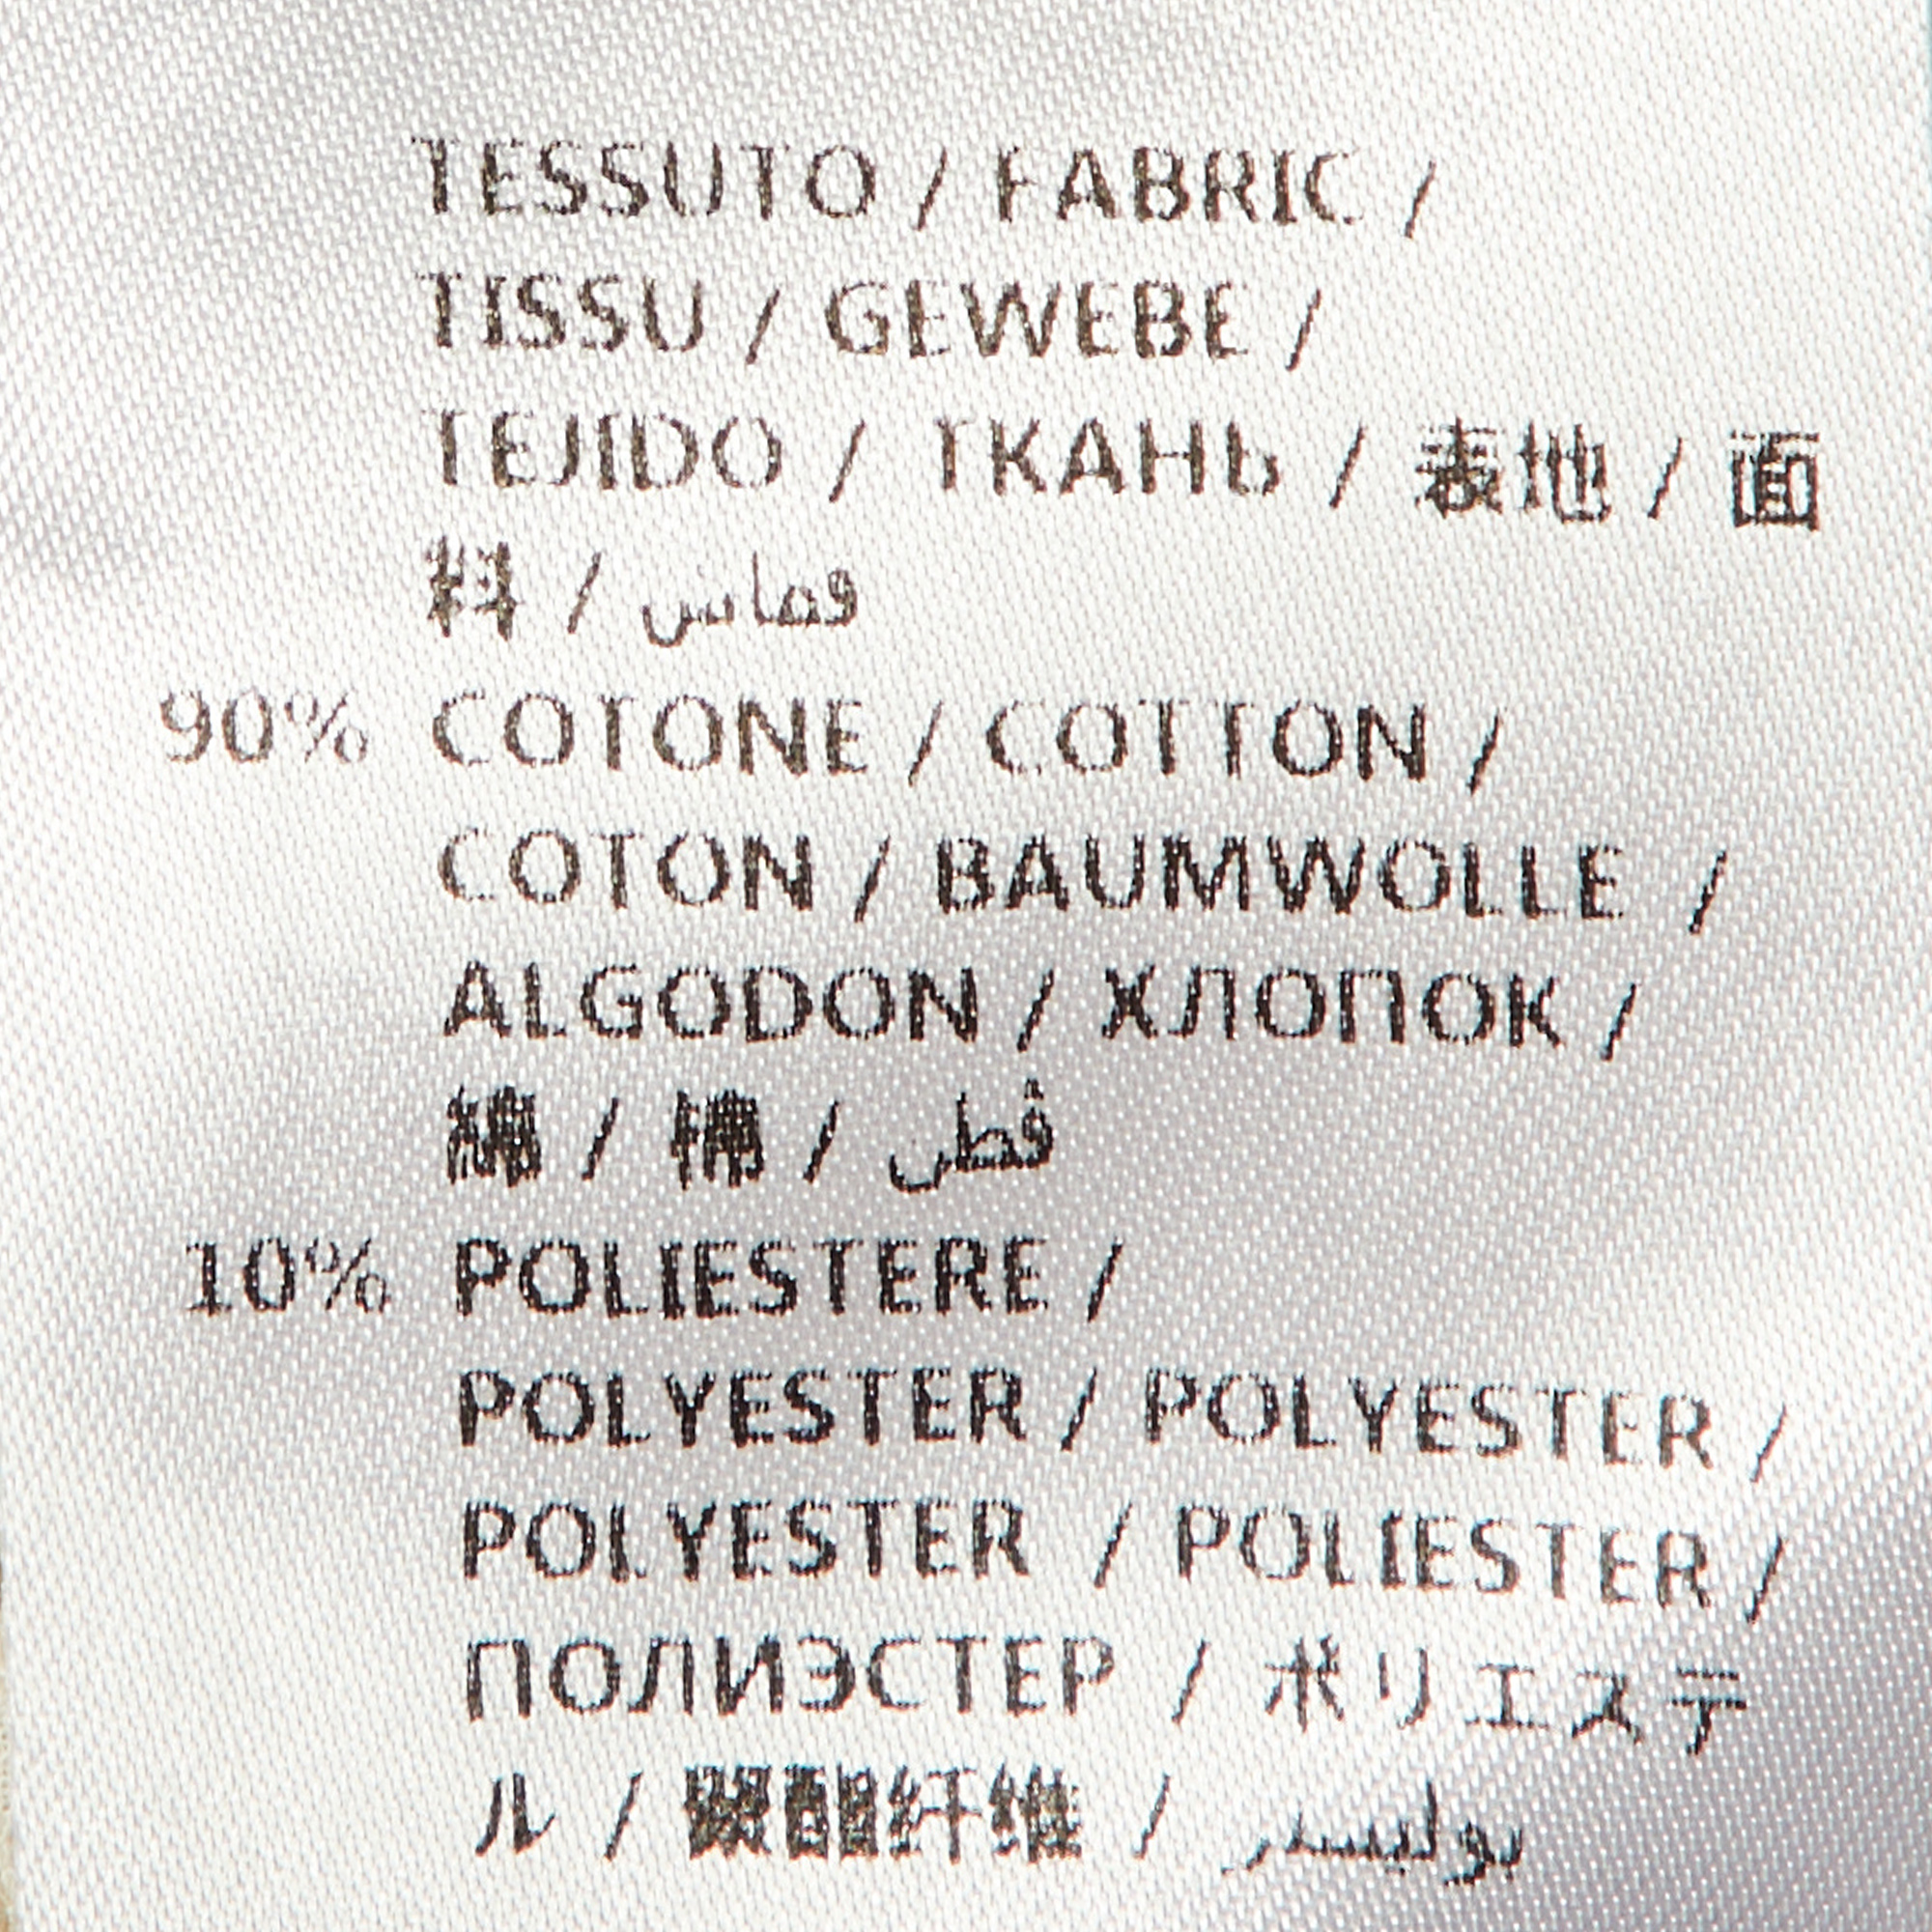 TESSUTO / FABRIC /
TISSU / GEWEBE /
TEJIDO / ТКАНЬ / 表地 / 面
料 / قماش
90% COTONE / COTTON /
COTON / BAUMWOLLE /
ALGODON / ХЛОПОК /
綿 / 棉 / قطن
10% POLIESTERE /
POLYESTER / POLYESTER /
POLYESTER / POLIESTER /
ПОЛИЭСТЕР / ポリエステ
ル / 聚酯纤维 / بوليستر